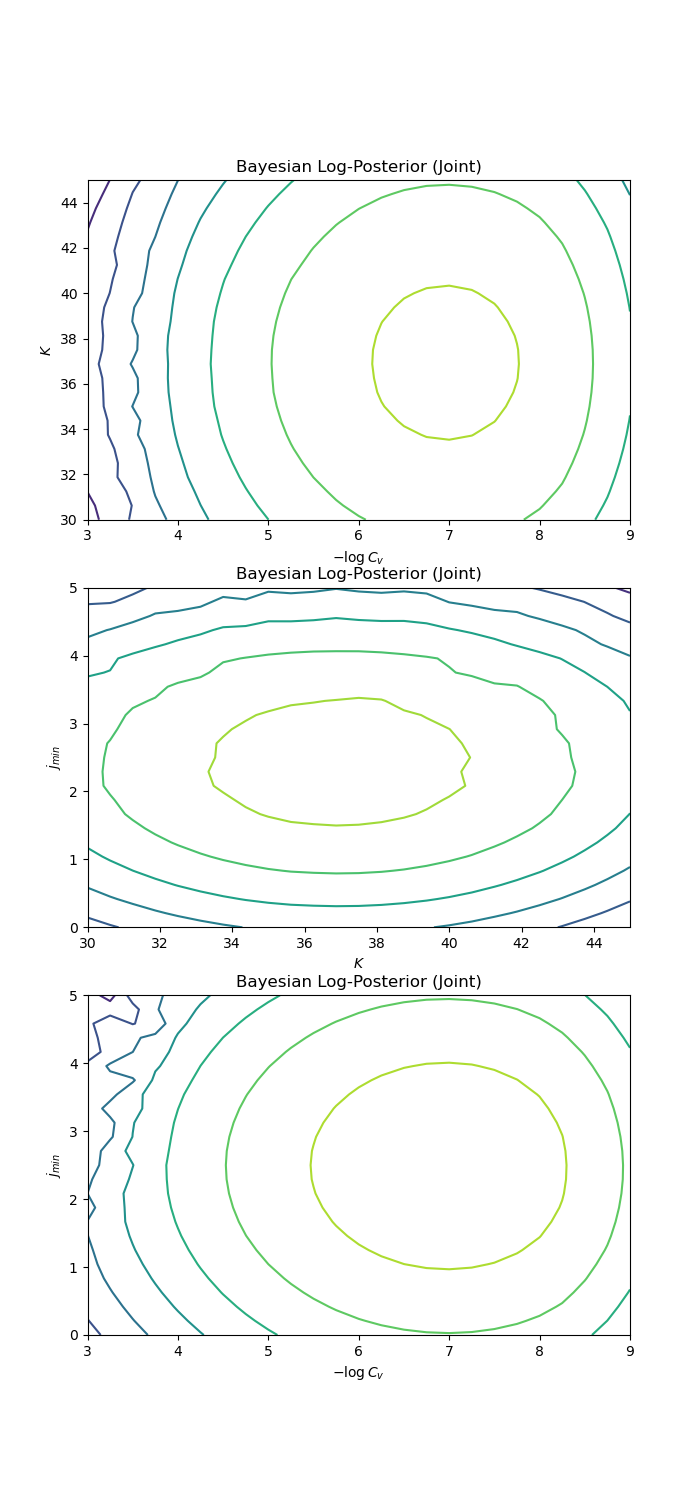 Bayesian Log-Posterior (Joint)
44
42
40
38
36
34
32
30
K
3 4 5 6 7 8 9
−log C_v
Bayesian Log-Posterior (Joint)
5
4
3
2
1
0
j_min
30 32 34 36 38 40 42 44
K
Bayesian Log-Posterior (Joint)
5
4
3
2
1
0
j_min
3 4 5 6 7 8 9
−log C_v